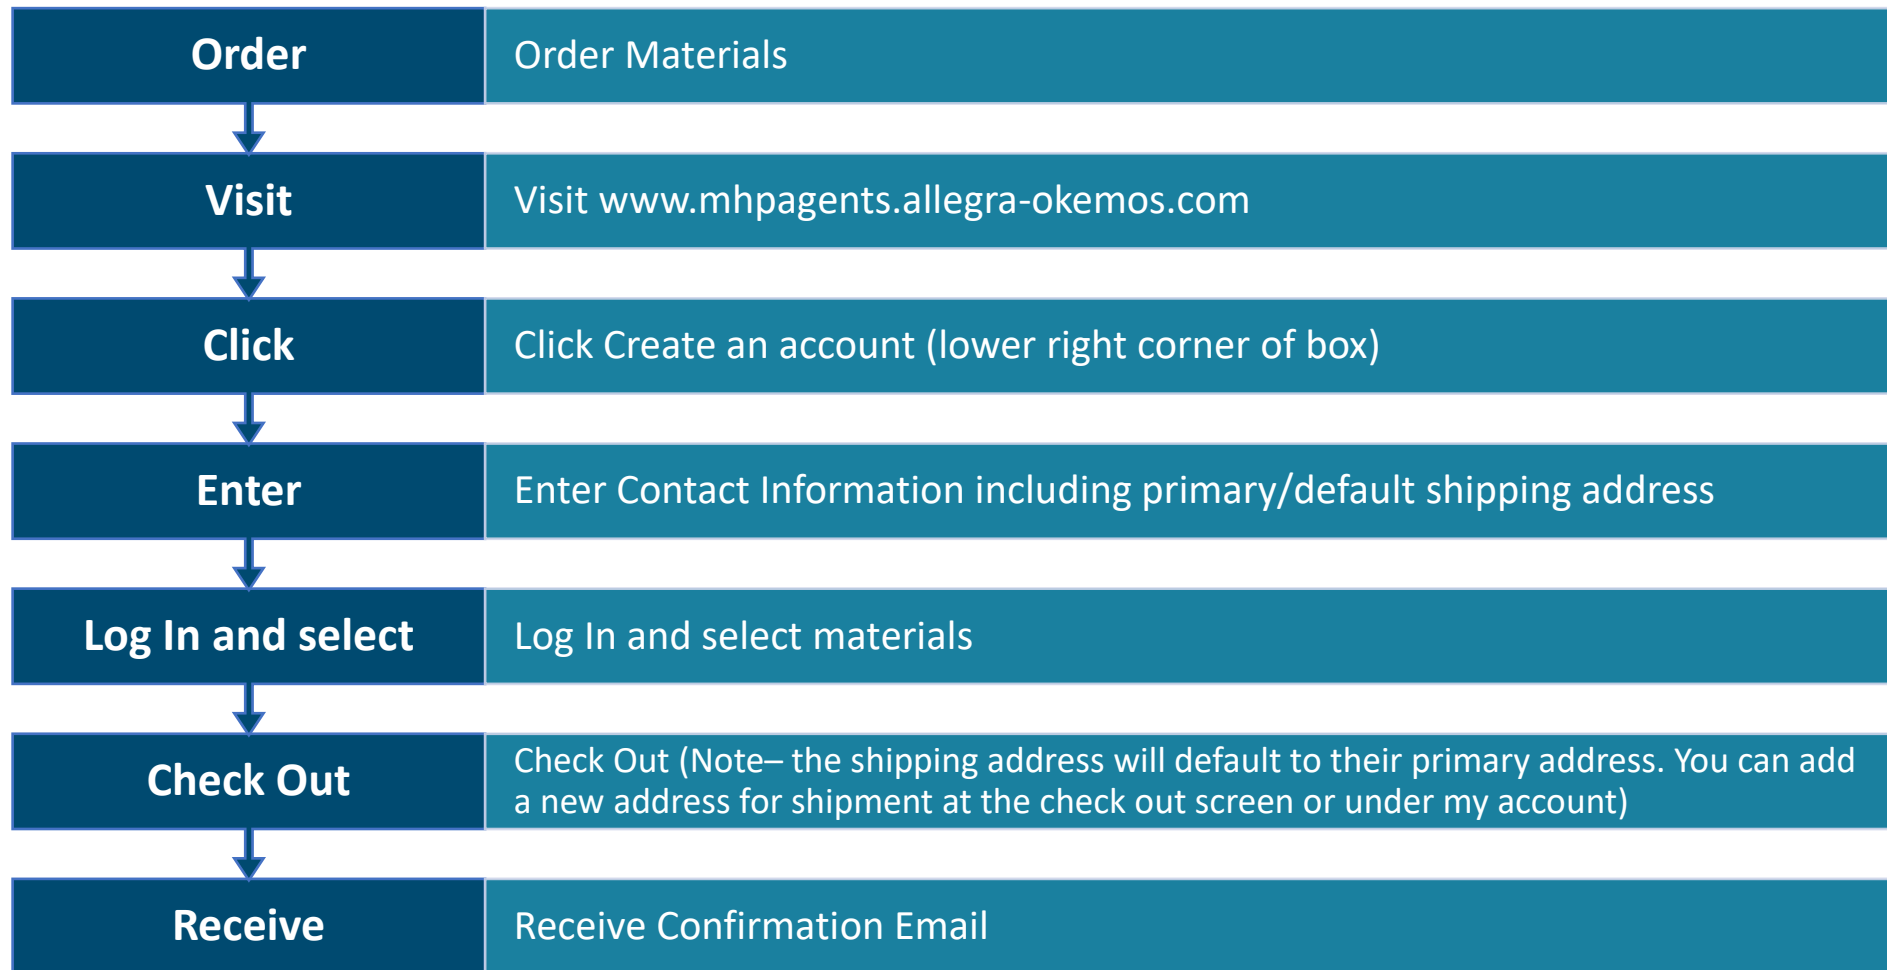 Order
Order Materials
Visit
Visit www.mhpagents.allegra-okemos.com
Click
Click Create an account (lower right corner of box)
Enter
Enter Contact Information including primary/default shipping address
Log In and select
Log In and select materials
Check Out
Check Out (Note– the shipping address will default to their primary address. You can add
a new address for shipment at the check out screen or under my account)
Receive
Receive Confirmation Email